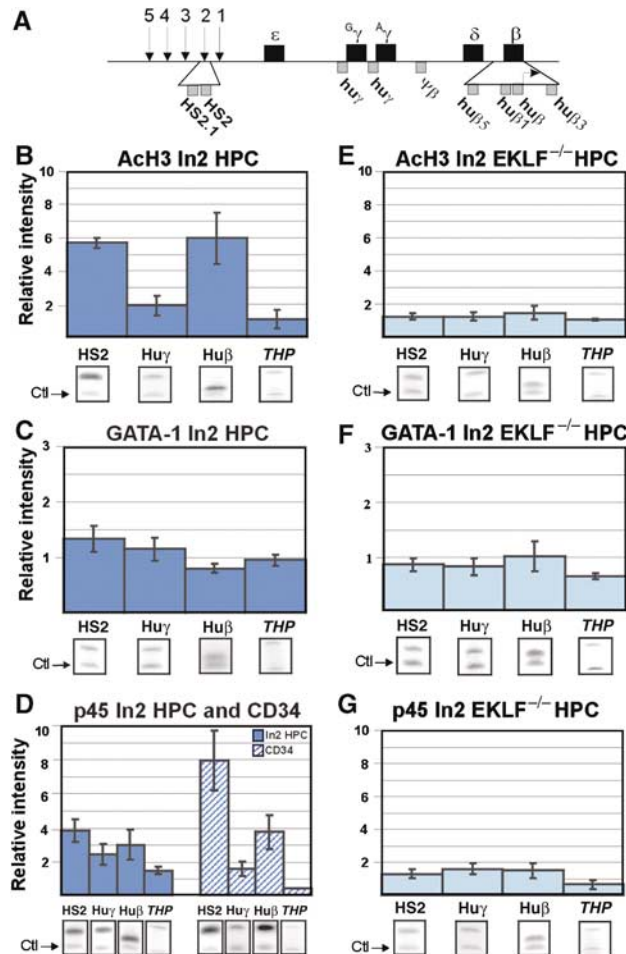 A
5 4 3 2 1
ε
Gγ
Aγ
δ
β
HS2.1
HS2
huγ
huγ
Ψβ
huβ5
huβ1
huβ
huβ3
B
AcH3 In2 HPC
Relative intensity
10
8
6
4
2
HS2 Huγ Huβ THP
Ctl
E
AcH3 In2 EKLF−/− HPC
10
8
6
4
2
HS2 Huγ Huβ THP
Ctl
C
GATA-1 In2 HPC
Relative intensity
3
2
1
HS2 Huγ Huβ THP
Ctl
F
GATA-1 In2 EKLF−/− HPC
3
2
1
HS2 Huγ Huβ THP
Ctl
D
p45 In2 HPC and CD34
Relative intensity
10
8
6
4
2
In2 HPC
CD34
HS2 Huγ Huβ THP HS2 Huγ Huβ THP
Ctl
G
p45 In2 EKLF−/− HPC
10
8
6
4
2
HS2 Huγ Huβ THP
Ctl